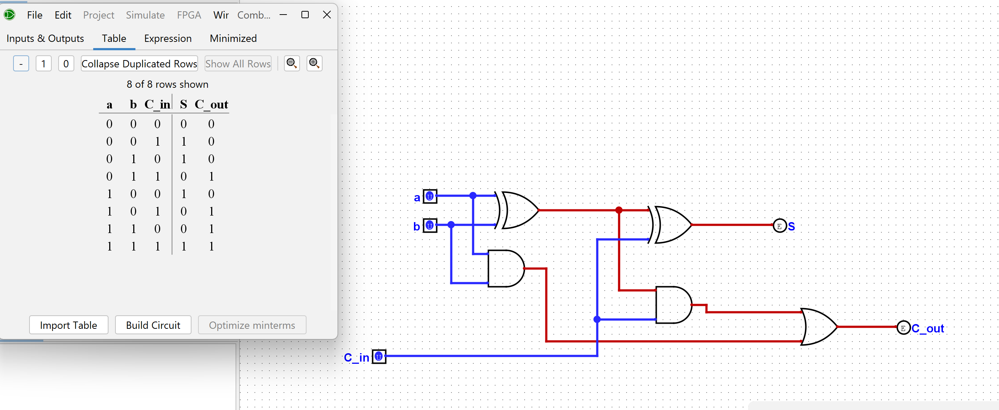 File Edit Project Simulate FPGA Wir Comb...
Inputs & Outputs Table Expression Minimized
- 1 0 Collapse Duplicated Rows Show All Rows
8 of 8 rows shown
a b C_in S C_out
0 0 0 0 0
0 0 1 1 0
0 1 0 1 0
0 1 1 0 1
1 0 0 1 0
1 0 1 0 1
1 1 0 0 1
1 1 1 1 1
Import Table Build Circuit Optimize minterms
a U
b U
E S
E C_out
C_in U